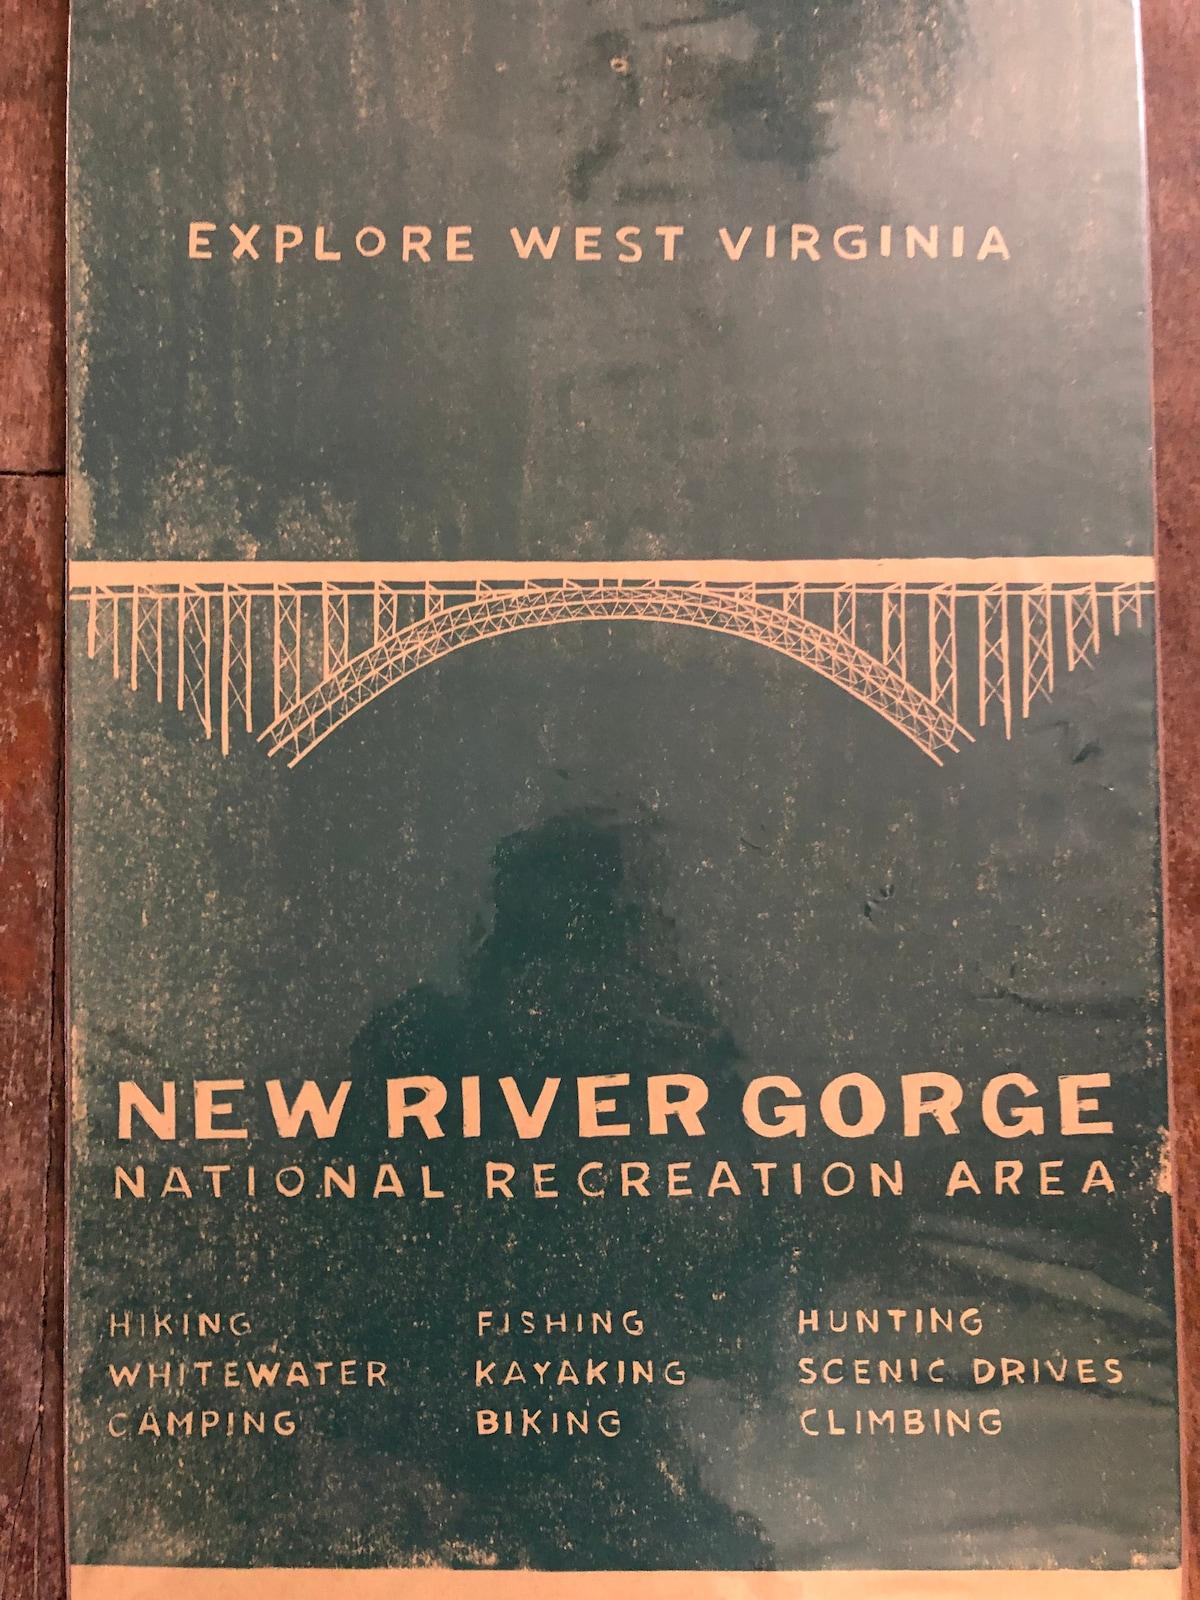 EXPLORE WEST VIRGINIA
NEW RIVER GORGE
NATIONAL RECREATION AREA
HIKING FISHING HUNTING
WHITEWATER KAYAKING SCENIC DRIVES
CAMPING BIKING CLIMBING